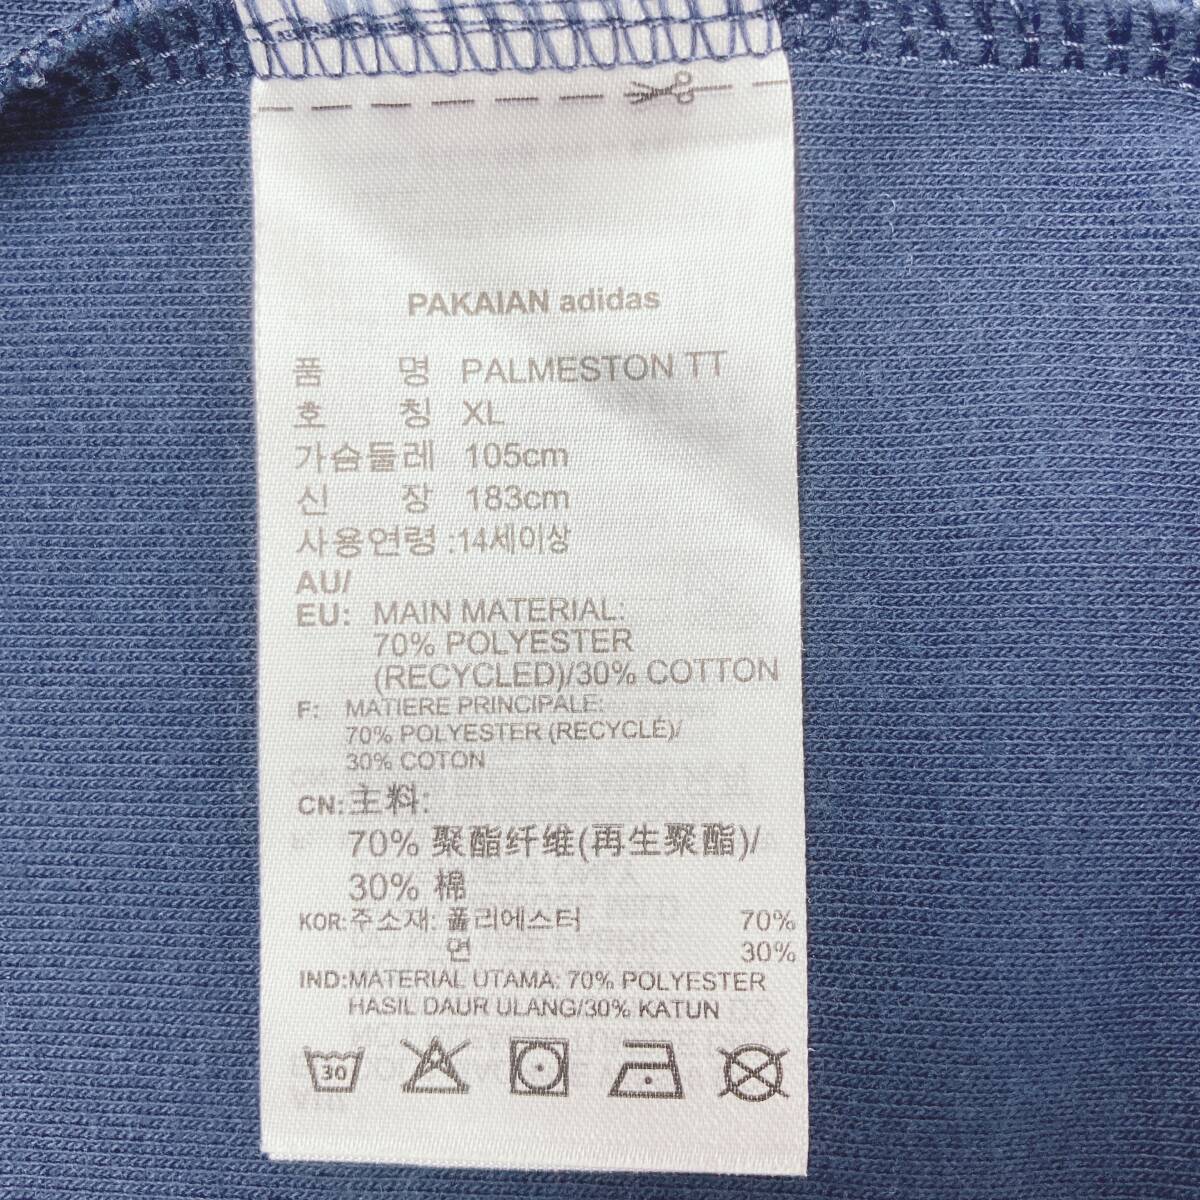 PAKAIAN adidas
품 명 PALMESTON TT
호 칭 XL
가슴둘레 105cm
신 장 183cm
사용연령 :14세이상
AU/
EU: MAIN MATERIAL:
70% POLYESTER
(RECYCLED)/30% COTTON
F: MATIERE PRINCIPALE:
70% POLYESTER (RECYCLÉ)/
30% COTON
CN:主料:
70% 聚酯纤维(再生聚酯)/
30% 棉
KOR:주소재: 폴리에스터 70%
면 30%
IND:MATERIAL UTAMA: 70% POLYESTER
HASIL DAUR ULANG/30% KATUN
30